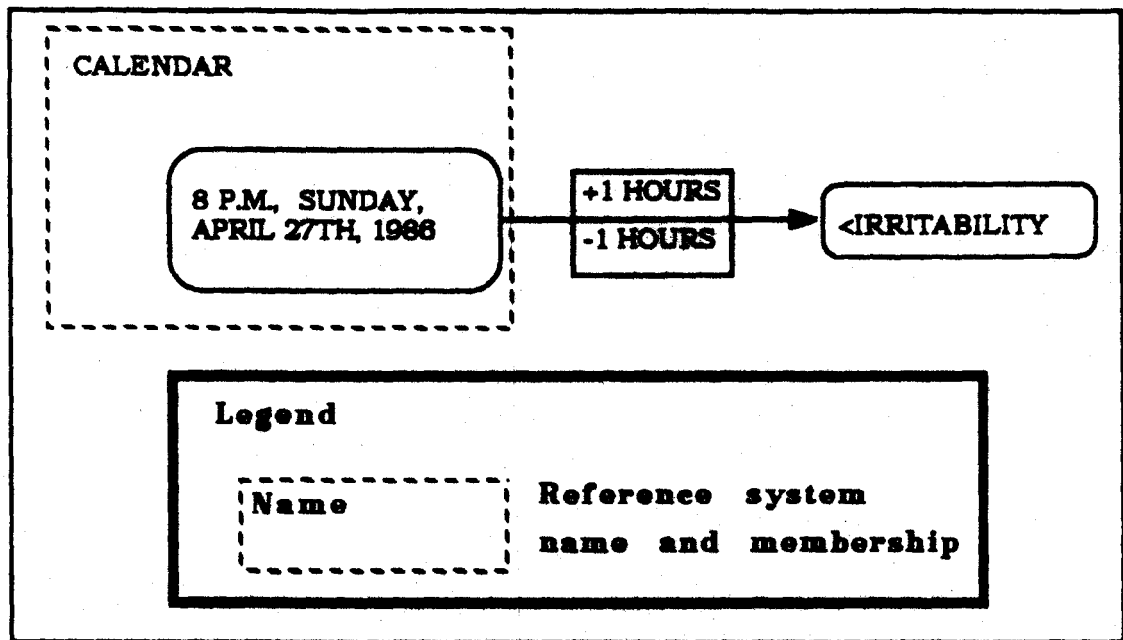 CALENDAR
8 P.M., SUNDAY,
APRIL 27TH, 1986
+1 HOURS
-1 HOURS
<IRRITABILITY
Legend
Name
Reference system
name and membership